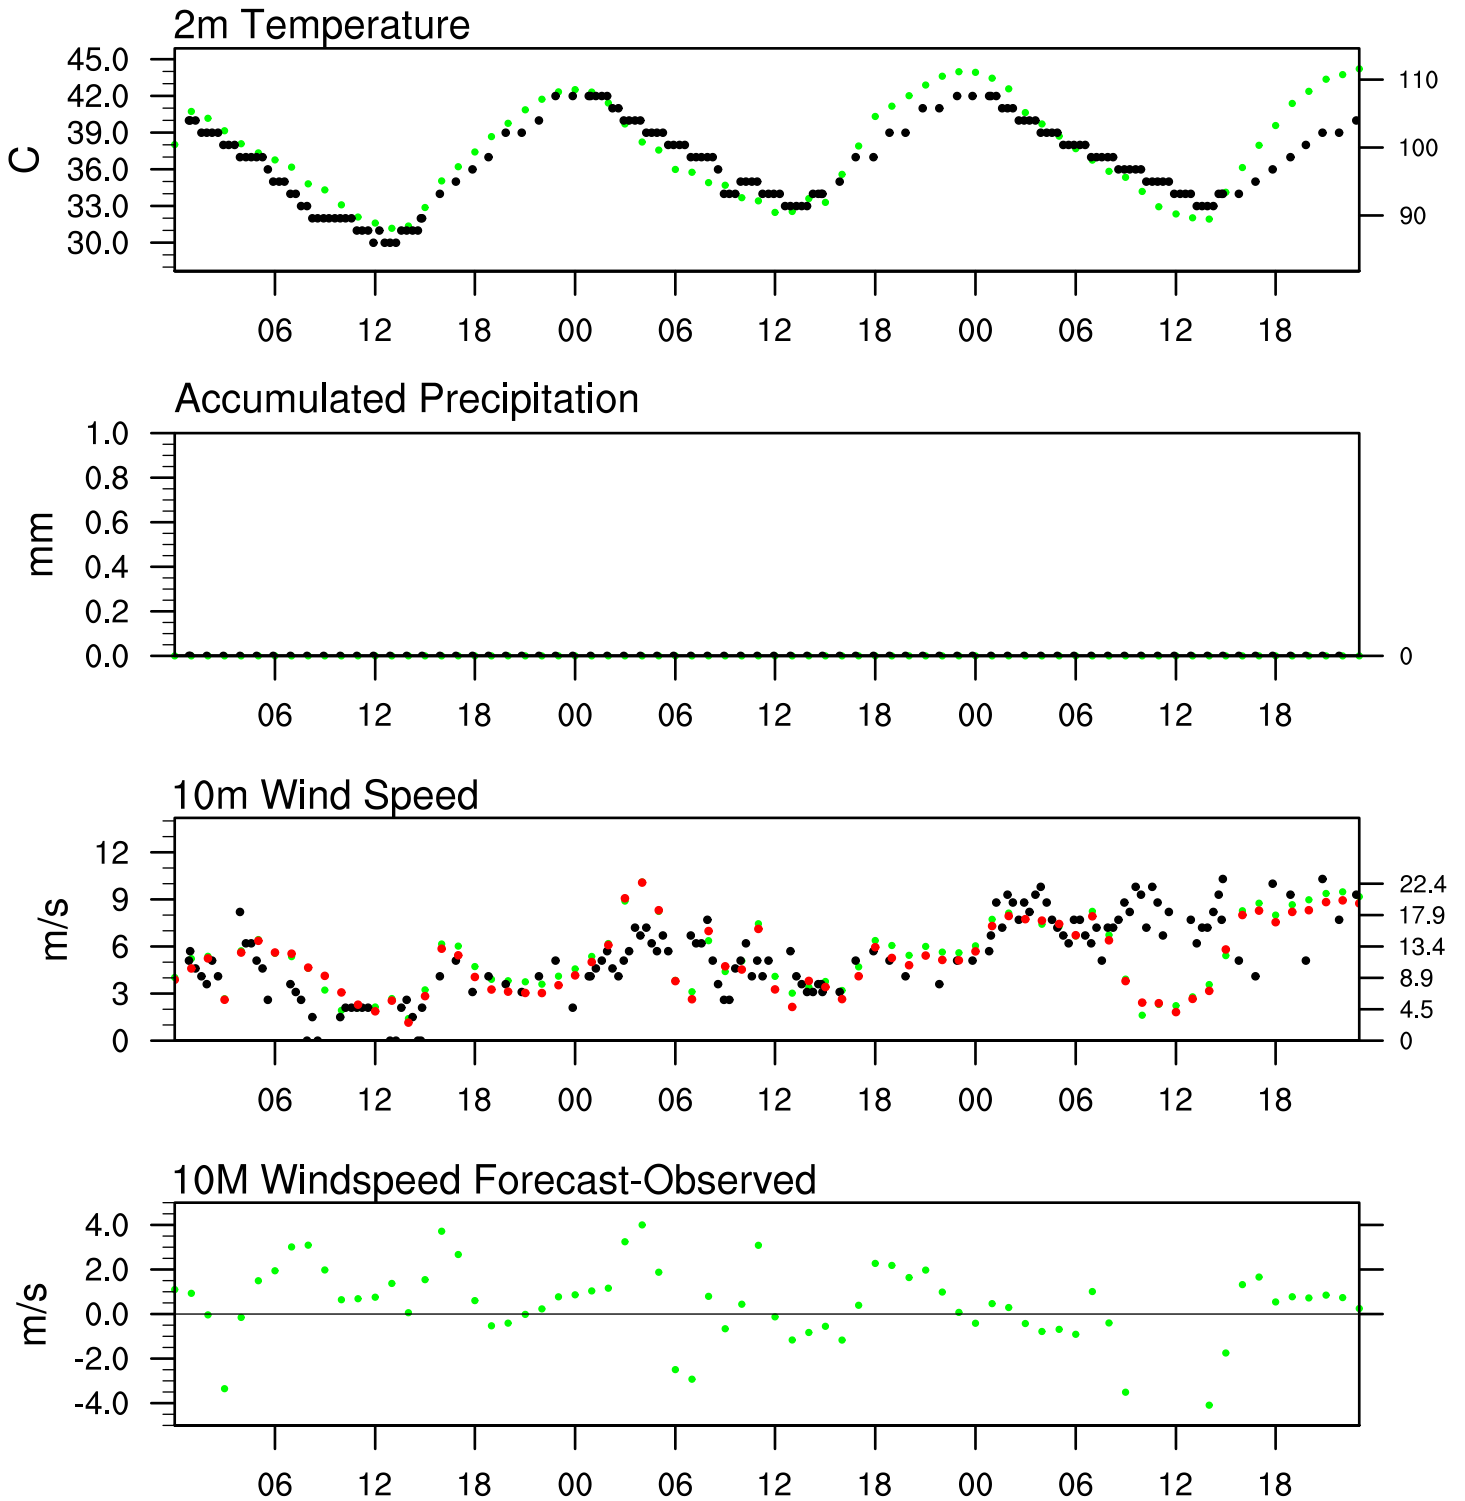 2m Temperature
45.0
42.0
39.0
36.0
33.0
30.0
C
110
100
90
06 12 18 00 06 12 18 00 06 12 18
Accumulated Precipitation
1.0
0.8
0.6
0.4
0.2
0.0
mm
0
06 12 18 00 06 12 18 00 06 12 18
10m Wind Speed
12
9
6
3
0
m/s
22.4
17.9
13.4
8.9
4.5
0
06 12 18 00 06 12 18 00 06 12 18
10M Windspeed Forecast-Observed
4.0
2.0
0.0
-2.0
-4.0
m/s
06 12 18 00 06 12 18 00 06 12 18